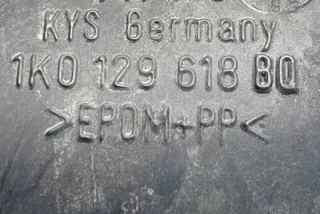 KYS Germany
1K0 129 618 BQ
>EPDM+PP<